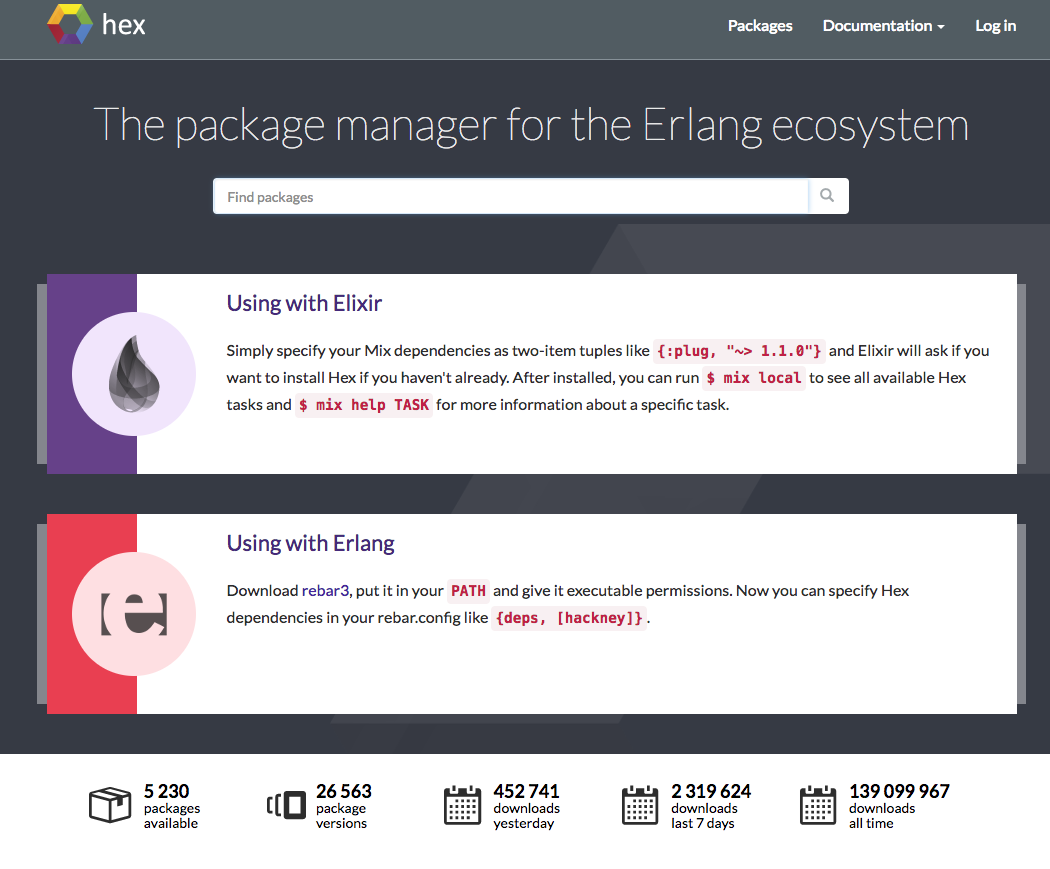 hex
Packages Documentation Log in
The package manager for the Erlang ecosystem
Find packages
Using with Elixir
Simply specify your Mix dependencies as two-item tuples like {:plug, "~> 1.1.0"} and Elixir will ask if you
want to install Hex if you haven't already. After installed, you can run $ mix local to see all available Hex
tasks and $ mix help TASK for more information about a specific task.
Using with Erlang
Download rebar3, put it in your PATH and give it executable permissions. Now you can specify Hex
dependencies in your rebar.config like {deps, [hackney]}.
[e]
5 230
packages
available
26 563
package
versions
452 741
downloads
yesterday
2 319 624
downloads
last 7 days
139 099 967
downloads
all time